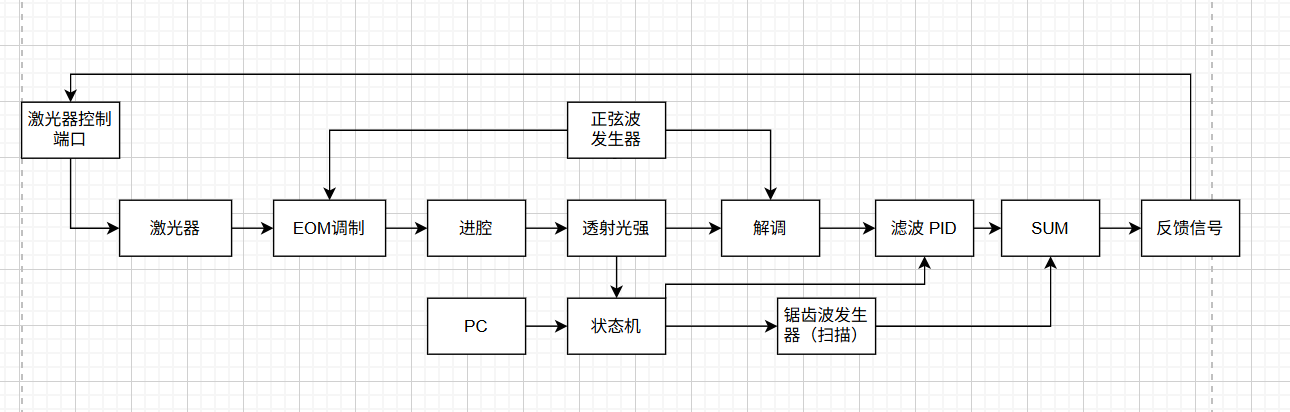 激光器控制
端口
正弦波
发生器
激光器
EOM调制
进腔
透射光强
解调
滤波 PID
SUM
反馈信号
PC
状态机
锯齿波发生
器（扫描）